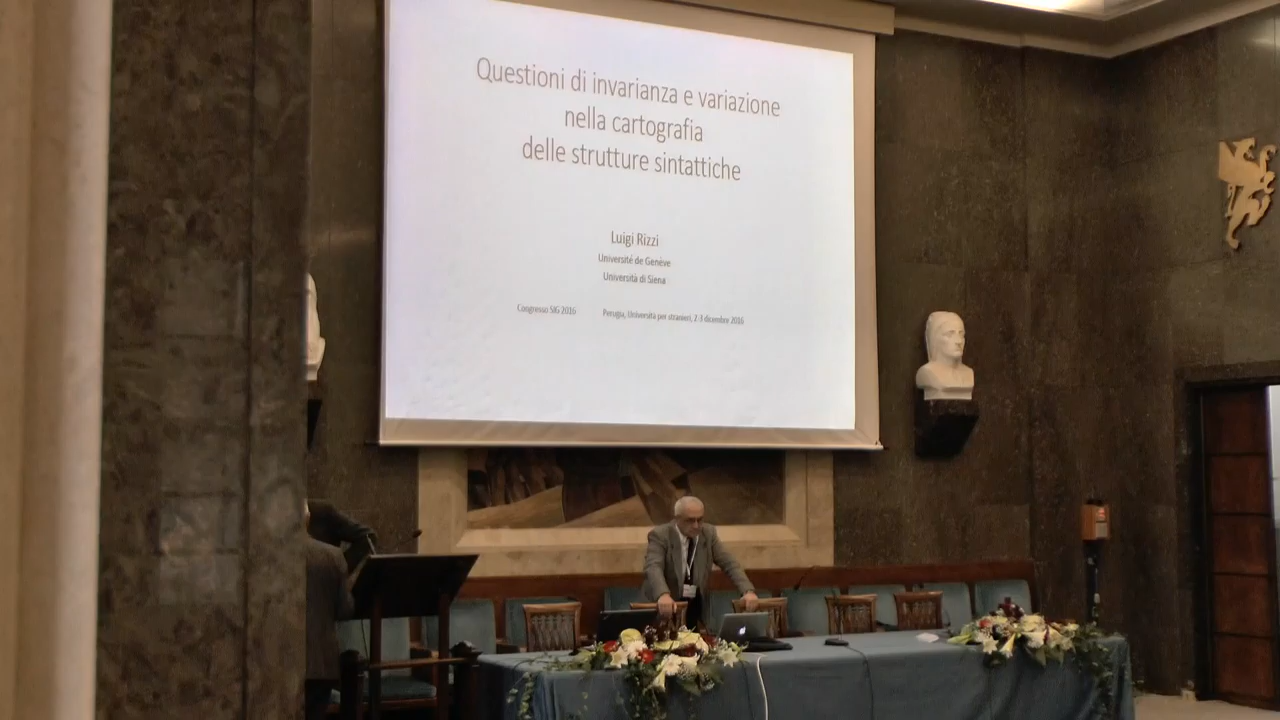 Questioni di invarianza e variazione
nella cartografia
delle strutture sintattiche
Luigi Rizzi
Université de Genève
Università di Siena
Congresso SIG 2016 Perugia, Università per stranieri, 2-3 dicembre 2016